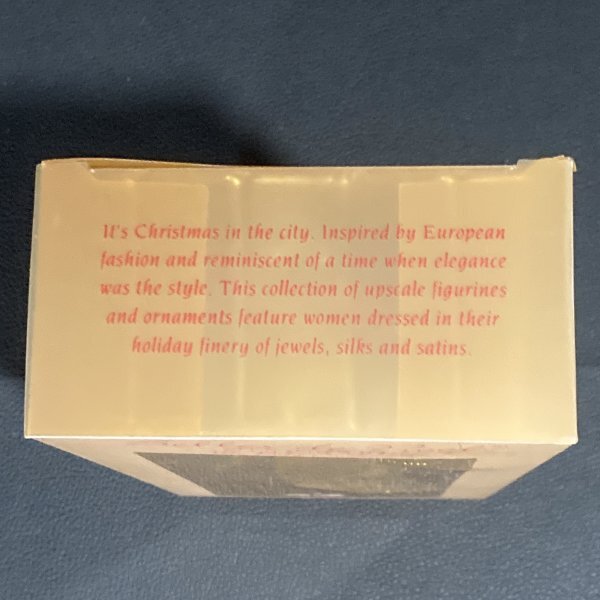 It's Christmas in the city. Inspired by European
fashion and reminiscent of a time when elegance
was the style. This collection of upscale figurines
and ornaments feature women dressed in their
holiday finery of jewels, silks and satins.